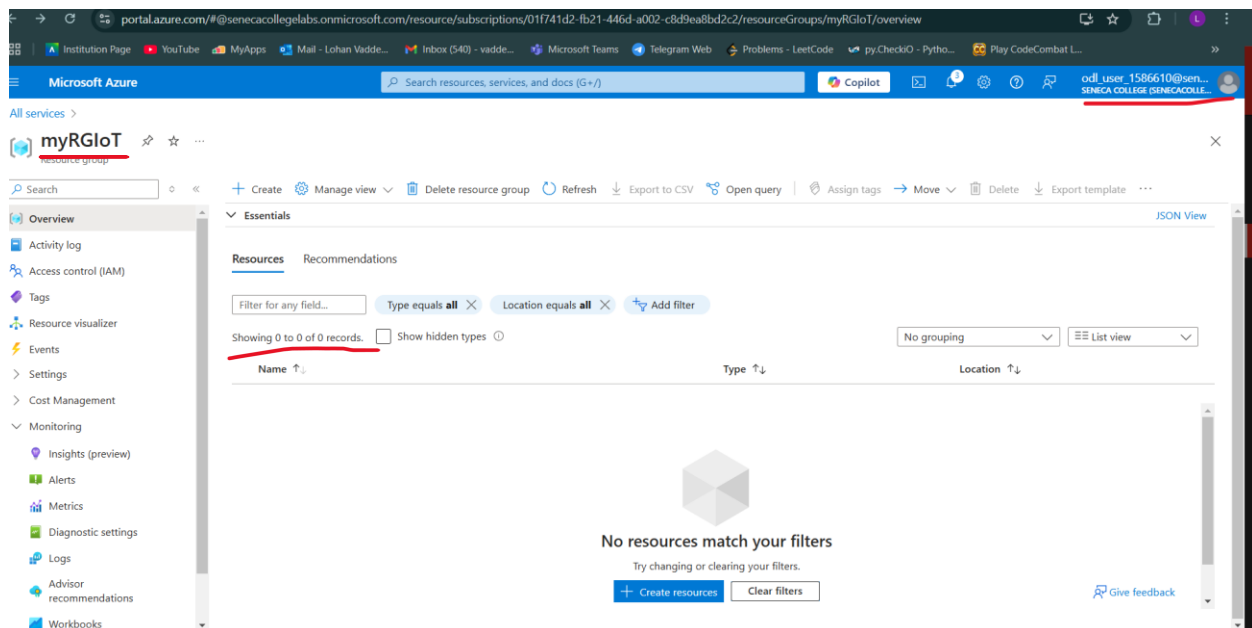 portal.azure.com/#@senecacollegelabs.onmicrosoft.com/resource/subscriptions/01f741d2-fb21-446d-a002-c8d9ea8bd2c2/resourceGroups/myRGIoT/overview
L
Institution Page YouTube MyApps Mail - Lohan Vadde... Inbox (540) - vadde... Microsoft Teams Telegram Web Problems - LeetCode py.CheckiO - Pytho... Play CodeCombat L... »
Microsoft Azure Search resources, services, and docs (G+/) Copilot 3 odl_user_1586610@sen...
SENECA COLLEGE (SENECACOLLE...
All services >
myRGIoT ...
Resource group
Search « + Create Manage view Delete resource group Refresh Export to CSV Open query Assign tags Move Delete Export template ...
Overview
Activity log
Access control (IAM)
Tags
Resource visualizer
Events
Settings
Cost Management
Monitoring
Insights (preview)
Alerts
Metrics
Diagnostic settings
Logs
Advisor
recommendations
Workbooks
Essentials JSON View
Resources Recommendations
Filter for any field... Type equals all Location equals all Add filter
Showing 0 to 0 of 0 records. Show hidden types No grouping List view
Name ↑↓ Type ↑↓ Location ↑↓
No resources match your filters
Try changing or clearing your filters.
+ Create resources Clear filters Give feedback